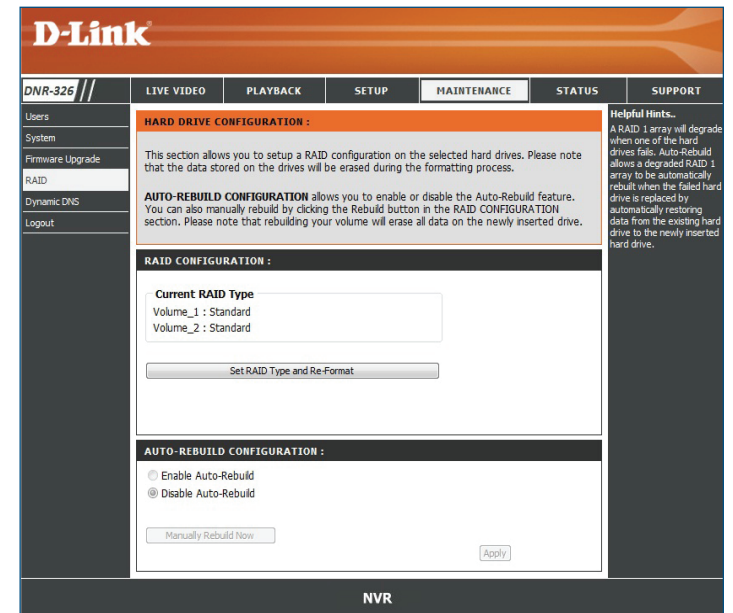 D-Link
DNR-326 //
LIVE VIDEO
PLAYBACK
SETUP
MAINTENANCE
STATUS
SUPPORT
Users
System
Firmware Upgrade
RAID
Dynamic DNS
Logout
HARD DRIVE CONFIGURATION :
This section allows you to setup a RAID configuration on the selected hard drives. Please note
that the data stored on the drives will be erased during the formatting process.
AUTO-REBUILD CONFIGURATION allows you to enable or disable the Auto-Rebuild feature.
You can also manually rebuild by clicking the Rebuild button in the RAID CONFIGURATION
section. Please note that rebuilding your volume will erase all data on the newly inserted drive.
RAID CONFIGURATION :
Current RAID Type
Volume_1 : Standard
Volume_2 : Standard
Set RAID Type and Re-Format
AUTO-REBUILD CONFIGURATION :
Enable Auto-Rebuild
Disable Auto-Rebuild
Manually Rebuild Now
Apply
Helpful Hints..
A RAID 1 array will degrade
when one of the hard
drives fails. Auto-Rebuild
allows a degraded RAID 1
array to be automatically
rebuilt when the failed hard
drive is replaced by
automatically restoring
data from the existing hard
drive to the newly inserted
hard drive.
NVR